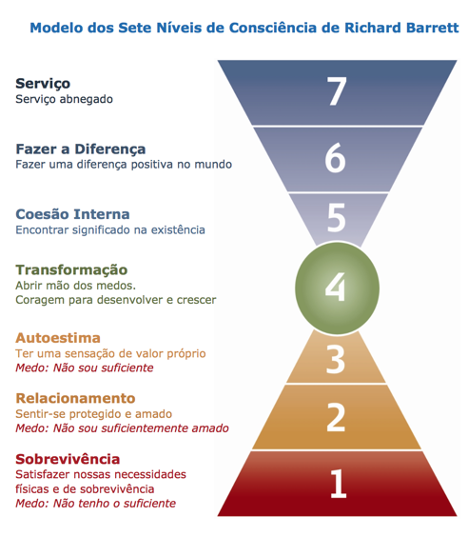 Modelo dos Sete Níveis de Consciência de Richard Barrett
Serviço
Serviço abnegado
7
Fazer a Diferença
Fazer uma diferença positiva no mundo
6
Coesão Interna
Encontrar significado na existência
5
Transformação
Abrir mão dos medos.
Coragem para desenvolver e crescer
4
Autoestima
Ter uma sensação de valor próprio
Medo: Não sou suficiente
3
Relacionamento
Sentir-se protegido e amado
Medo: Não sou suficientemente amado
2
Sobrevivência
Satisfazer nossas necessidades
físicas e de sobrevivência
Medo: Não tenho o suficiente
1